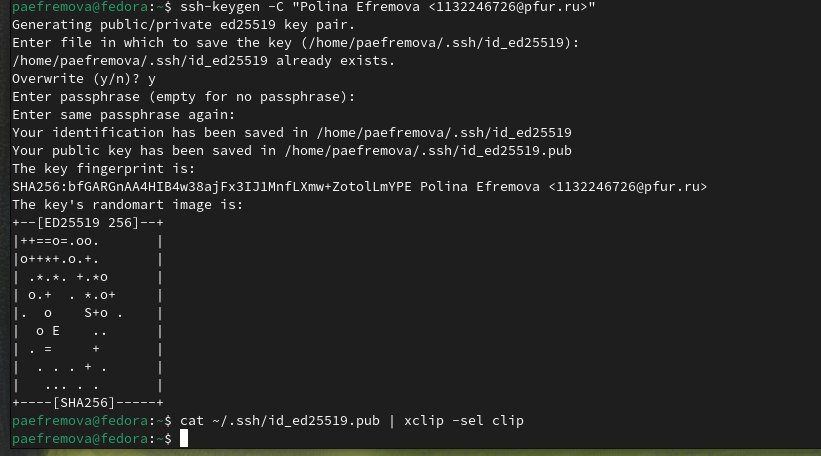 paefremova@fedora:~$ ssh-keygen -C "Polina Efremova <1132246726@pfur.ru>"
Generating public/private ed25519 key pair.
Enter file in which to save the key (/home/paefremova/.ssh/id_ed25519):
/home/paefremova/.ssh/id_ed25519 already exists.
Overwrite (y/n)? y
Enter passphrase (empty for no passphrase):
Enter same passphrase again:
Your identification has been saved in /home/paefremova/.ssh/id_ed25519
Your public key has been saved in /home/paefremova/.ssh/id_ed25519.pub
The key fingerprint is:
SHA256:bfGARGnAA4HIB4w38ajFx3IJ1MnfLXmw+ZotolLmYPE Polina Efremova <1132246726@pfur.ru>
The key's randomart image is:
+--[ED25519 256]--+
|++==o=.oo.       |
|o++*+.o.+.       |
| .*.*. +.*o      |
| o.+  . *.o+     |
|.  o    S+o .    |
|  o E    ..      |
| . =     +       |
|  . . . + .      |
|   ... . .       |
+----[SHA256]-----+
paefremova@fedora:~$ cat ~/.ssh/id_ed25519.pub | xclip -sel clip
paefremova@fedora:~$